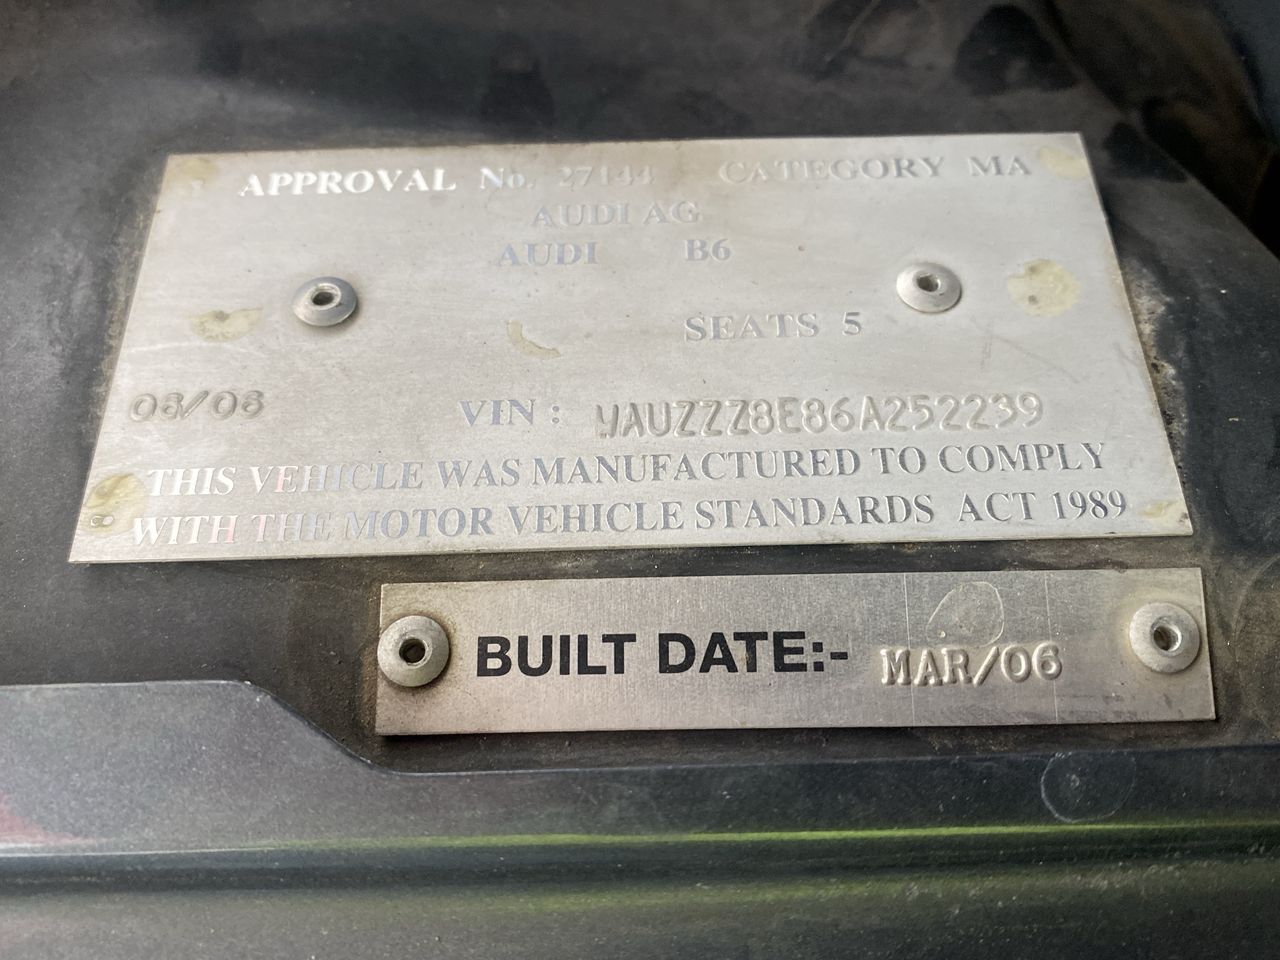 APPROVAL No. 27144 CATEGORY MA
AUDI AG
AUDI B6
SEATS 5
06/06 VIN: WAUZZZ8E86A252239
THIS VEHICLE WAS MANUFACTURED TO COMPLY
WITH THE MOTOR VEHICLE STANDARDS ACT 1989
BUILT DATE:- MAR/06